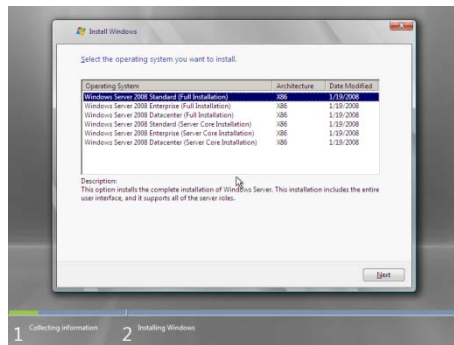 Install Windows
Select the operating system you want to install.
Operating System Architecture Date Modified
Windows Server 2008 Standard (Full Installation) X86 1/19/2008
Windows Server 2008 Enterprise (Full Installation) X86 1/19/2008
Windows Server 2008 Datacenter (Full Installation) X86 1/19/2008
Windows Server 2008 Standard (Server Core Installation) X86 1/19/2008
Windows Server 2008 Enterprise (Server Core Installation) X86 1/19/2008
Windows Server 2008 Datacenter (Server Core Installation) X86 1/19/2008
Description:
This option installs the complete installation of Windows Server. This installation includes the entire
user interface, and it supports all of the server roles.
Next
1 Collecting information 2 Installing Windows